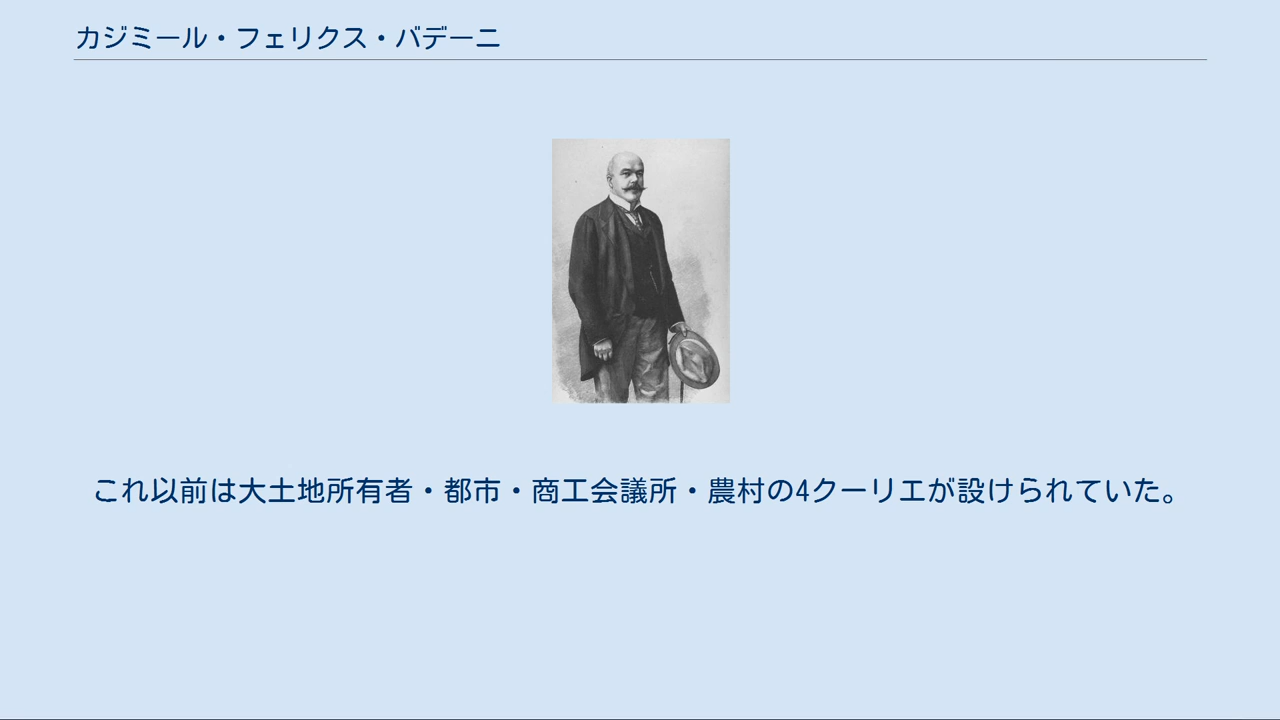 カジミール・フェリクス・バデーニ
これ以前は大土地所有者・都市・商工会議所・農村の4クーリエが設けられていた。